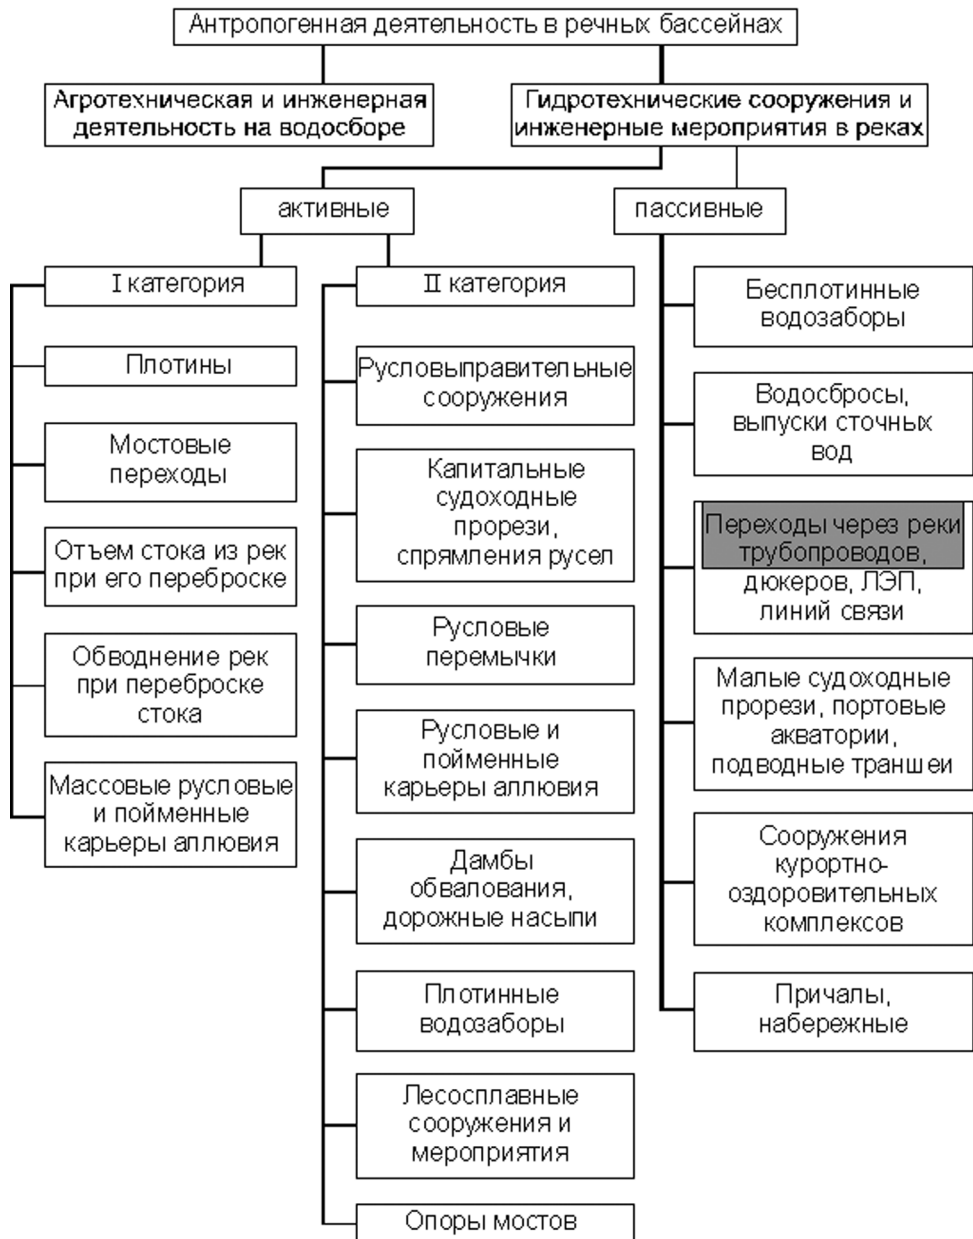 Антропогенная деятельность в речных бассейнах
Агротехническая и инженерная
деятельность на водосборе
Гидротехнические сооружения и
инженерные мероприятия в реках
активные
пассивные
I категория
Плотины
Мостовые
переходы
Отъем стока из рек
при его переброске
Обводнение рек
при переброске
стока
Массовые русловые
и пойменные
карьеры аллювия
II категория
Русловыправительные
сооружения
Капитальные
судоходные
прорези,
спрямления русел
Русловые
перемычки
Русловые и
пойменные
карьеры аллювия
Дамбы
обвалования,
дорожные насыпи
Плотинные
водозаборы
Лесосплавные
сооружения и
мероприятия
Опоры мостов
Бесплотинные
водозаборы
Водосбросы,
выпуски сточных
вод
Переходы через реки
трубопроводов,
дюкеров, ЛЭП,
линий связи
Малые судоходные
прорези, портовые
акватории,
подводные траншеи
Сооружения
курортно-
оздоровительных
комплексов
Причалы,
набережные